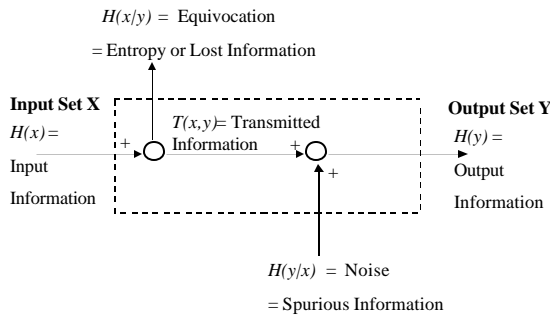 H(x/y) = Equivocation
= Entropy or Lost Information
Input Set X
H(x) =
Input
Information
+
T(x,y)= Transmitted
Information
+
+
Output Set Y
H(y) =
Output
Information
H(y/x) = Noise
= Spurious Information